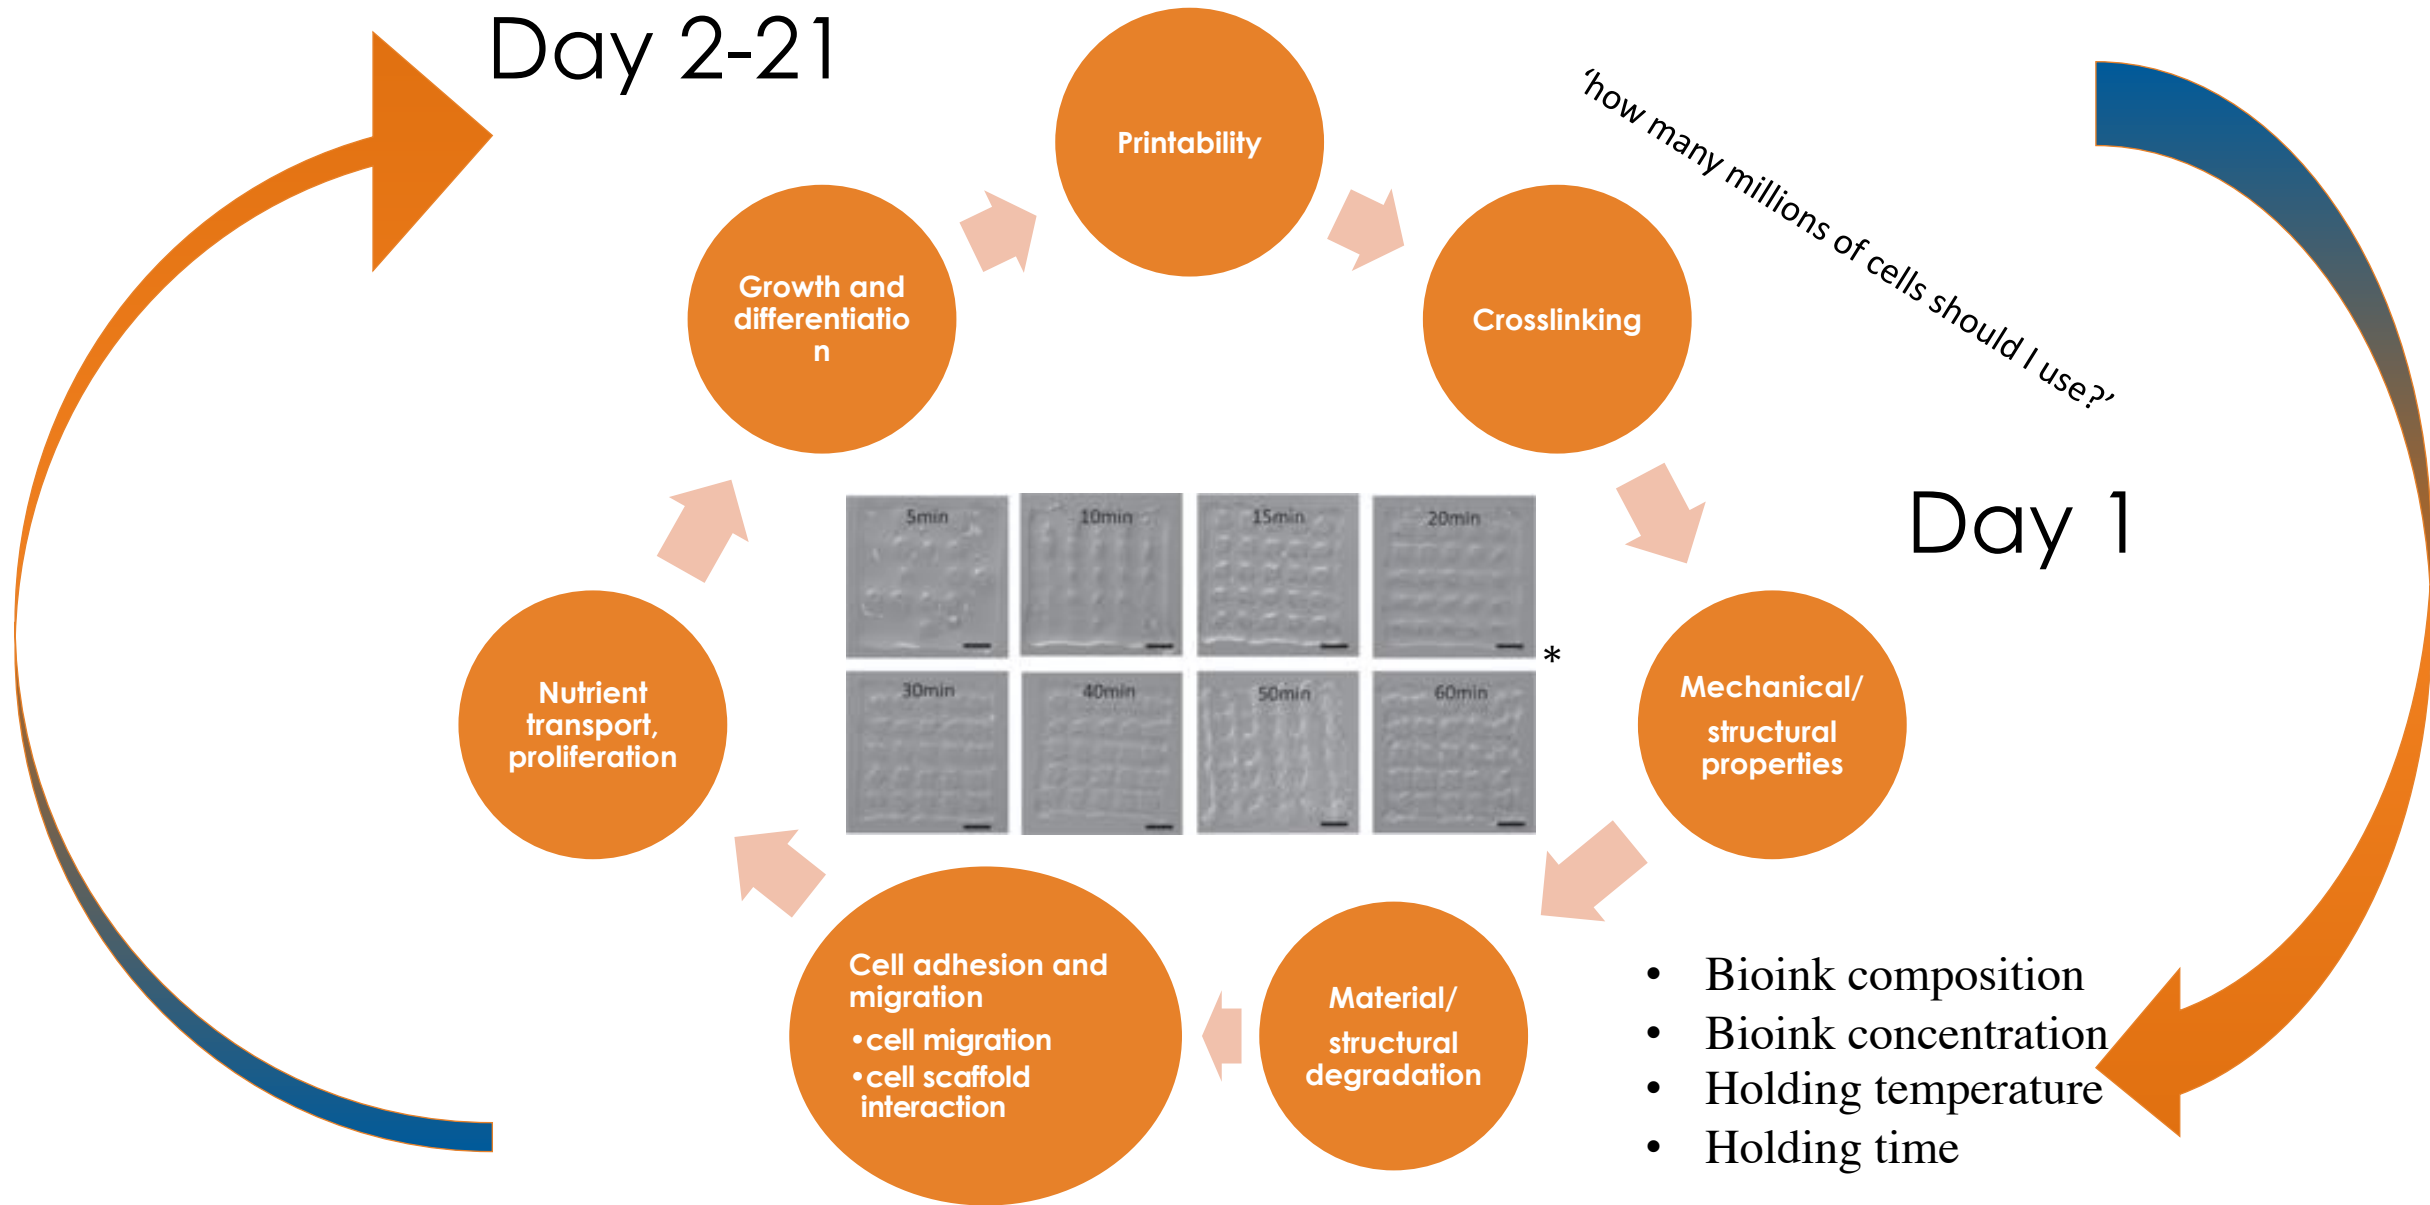 Day 2-21
Printability
'how many millions of cells should I use?'
Growth and
differentiatio
n
Crosslinking
Day 1
5min
10min
15min
20min
*
30min
40min
50min
60min
Nutrient
transport,
proliferation
Mechanical/
structural
properties
Cell adhesion and
migration
•cell migration
•cell scaffold
interaction
Material/
structural
degradation
• Bioink composition
• Bioink concentration
• Holding temperature
• Holding time